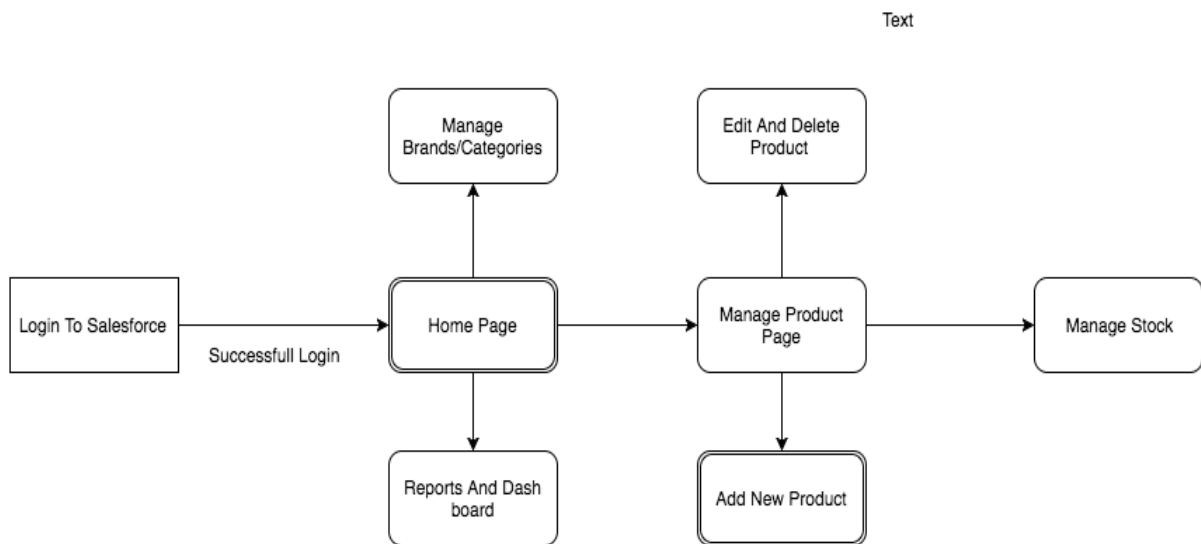 Text
Manage
Brands/Categories
Edit And Delete
Product
Login To Salesforce
Successfull Login
Home Page
Manage Product
Page
Manage Stock
Reports And Dash
board
Add New Product